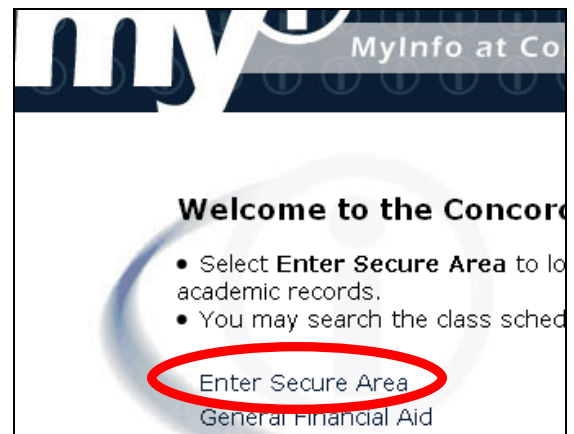 my
MyInfo at Co
Welcome to the Concor
• Select Enter Secure Area to lo
academic records.
• You may search the class sched
Enter Secure Area
General Financial Aid